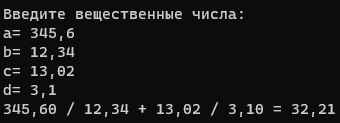 Введите вещественные числа:
a= 345,6
b= 12,34
c= 13,02
d= 3,1
345,60 / 12,34 + 13,02 / 3,10 = 32,21